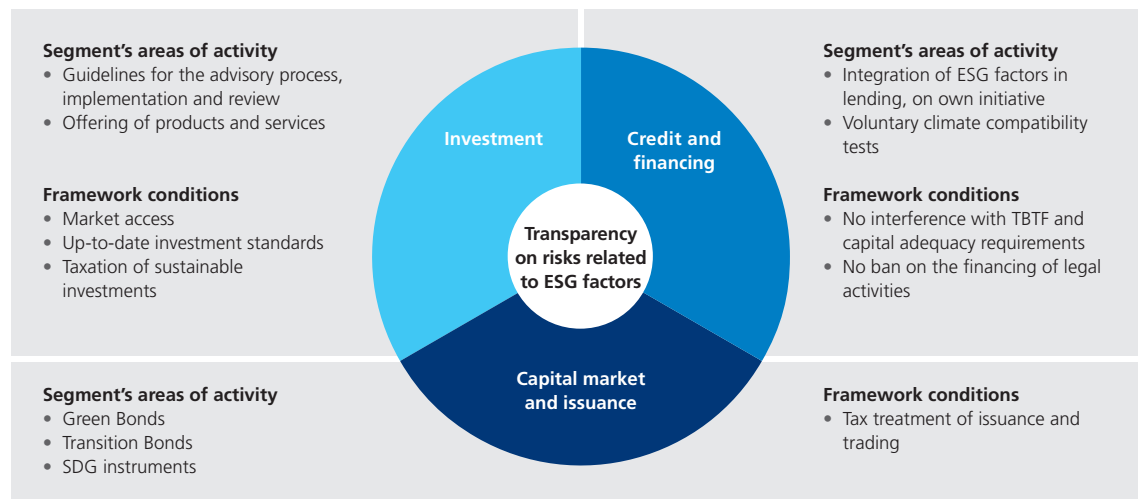 Segment’s areas of activity
• Guidelines for the advisory process,
implementation and review
• Offering of products and services
Framework conditions
• Market access
• Up-to-date investment standards
• Taxation of sustainable
investments
Investment
Credit and
financing
Transparency
on risks related
to ESG factors
Capital market
and issuance
Segment’s areas of activity
• Integration of ESG factors in
lending, on own initiative
• Voluntary climate compatibility
tests
Framework conditions
• No interference with TBTF and
capital adequacy requirements
• No ban on the financing of legal
activities
Segment’s areas of activity
• Green Bonds
• Transition Bonds
• SDG instruments
Framework conditions
• Tax treatment of issuance and
trading